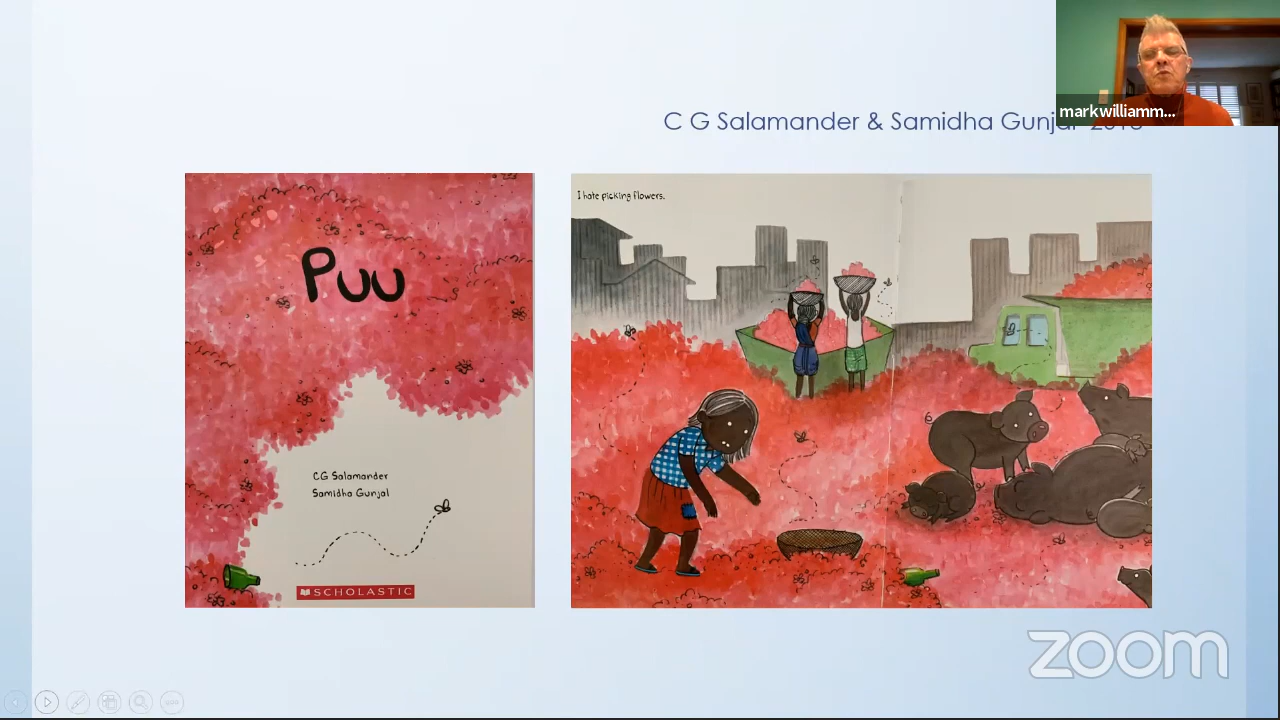 markwilliamm...
C G Salamander & Samidha Gunjal
Puu
CG Salamander
Samidha Gunjal
SCHOLASTIC
I hate picking flowers.
zoom